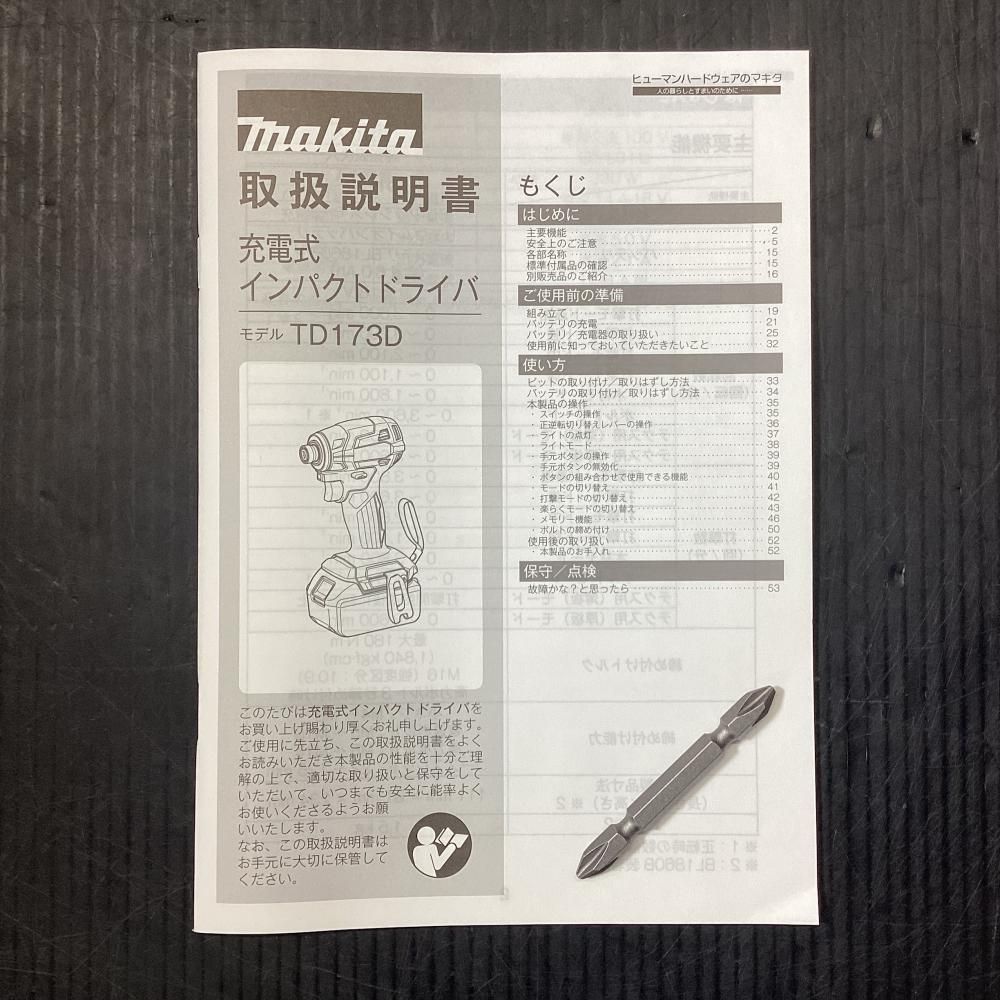 makita
取扱説明書
充電式
インパクトドライバ
モデル TD173D
このたびは充電式インパクトドライバを
お買い上げ賜わり厚くお礼申し上げます。
ご使用に先立ち、この取扱説明書をよく
お読みいただき本製品の性能を十分ご理
解の上で、適切な取り扱いと保守をして
いただいて、いつまでも安全に能率よく
お使いくださるようお願
いいたします。
なお、この取扱説明書は
お手元に大切に保管して
ください。
ヒューマンハードウェアのマキタ
人の暮らしとすまいのために……
もくじ
はじめに
主要機能 2
安全上のご注意 5
各部名称 15
標準付属品の確認 15
別販売品のご紹介 16
ご使用前の準備
組み立て 19
バッテリの充電 21
バッテリ／充電器の取り扱い 25
使用前に知っておいていただきたいこと 32
使い方
ビットの取り付け／取りはずし方法 33
バッテリの取り付け／取りはずし方法 34
本製品の操作 35
・スイッチの操作 35
・正逆転切り替えレバーの操作 36
・ライトの点灯 37
・ライトモード 38
・手元ボタンの操作 39
・手元ボタンの無効化 39
・ボタンの組み合わせで使用できる機能 40
・モードの切り替え 41
・打撃モードの切り替え 42
・楽らくモードの切り替え 43
・メモリー機能 46
・ボルトの締め付け 50
使用後の取り扱い 52
・本製品のお手入れ 52
保守／点検
故障かな？と思ったら 53